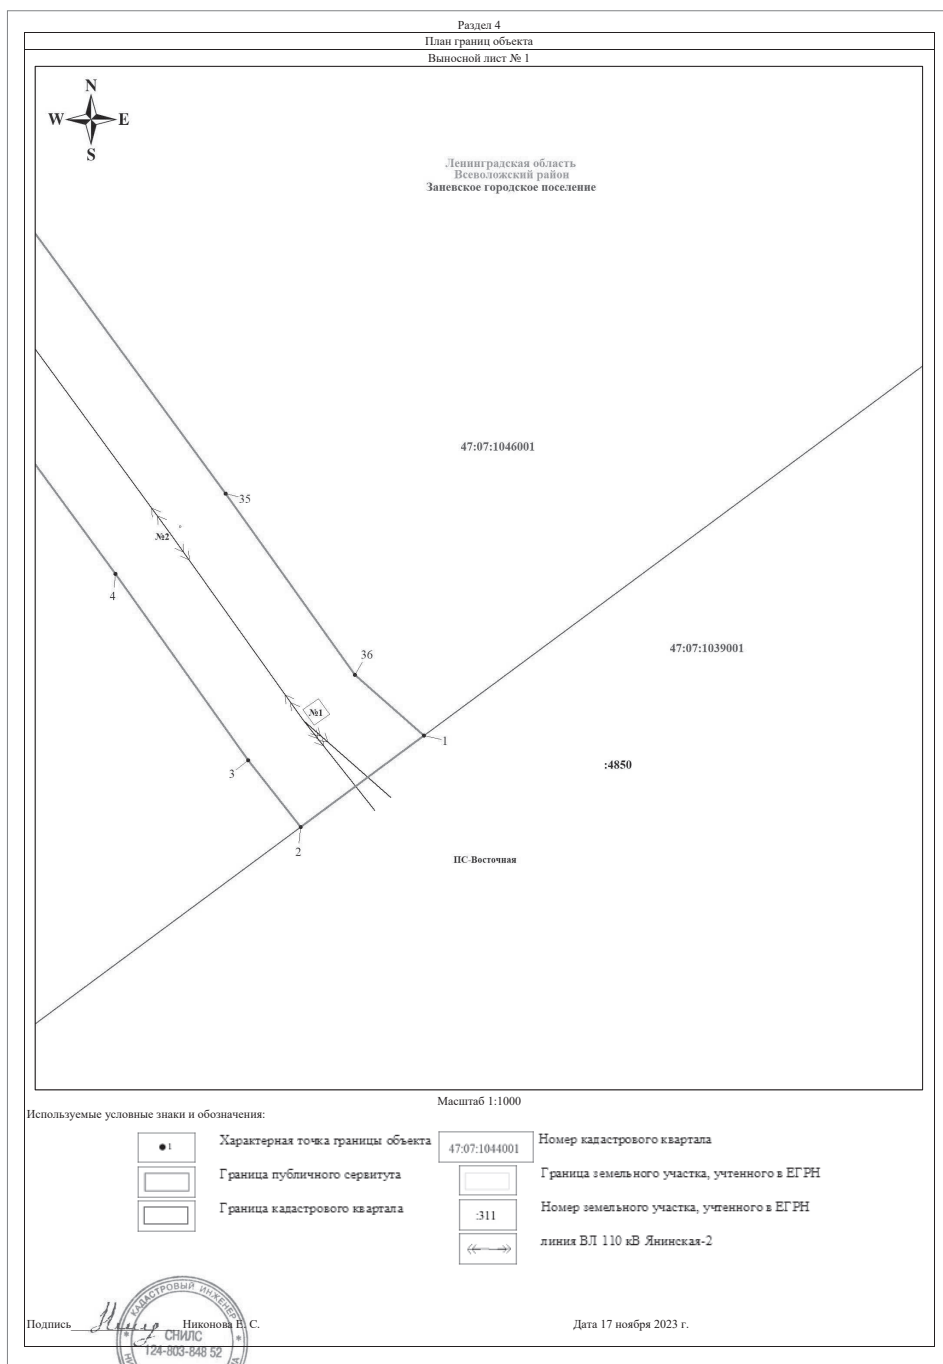 Раздел 4
План границ объекта
Выносной лист № 1
N
W E
S
Ленинградская область
Всеволожский район
Заневское городское поселение
47:07:1046001
35
№2
4
36
47:07:1039001
№1
1
:4850
3
2
ПС-Восточная
Масштаб 1:1000
Используемые условные знаки и обозначения:
1 Характерная точка границы объекта
47:07:1044001 Номер кадастрового квартала
Граница публичного сервитута
Граница земельного участка, учтенного в ЕГРН
Граница кадастрового квартала
:311 Номер земельного участка, учтенного в ЕГРН
линия ВЛ 110 кВ Янинская-2
КАДАСТРОВЫЙ ИНЖЕНЕР
Подпись Никонова Е. С. Дата 17 ноября 2023 г.
СНИЛС
124-803-848 52